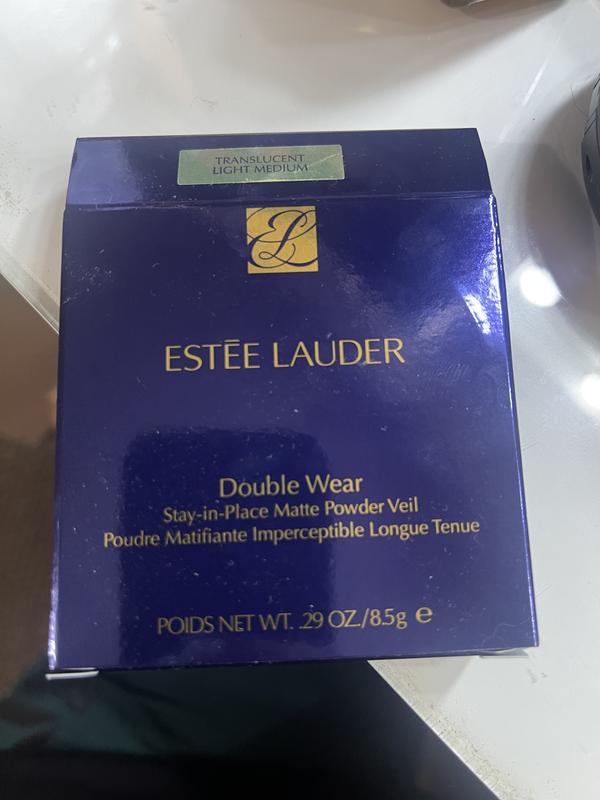 TRANSLUCENT
LIGHT MEDIUM
EL
ESTĒE LAUDER
Double Wear
Stay-in-Place Matte Powder Veil
Poudre Matifiante Imperceptible Longue Tenue
POIDS NET WT. .29 OZ./8.5g ℮